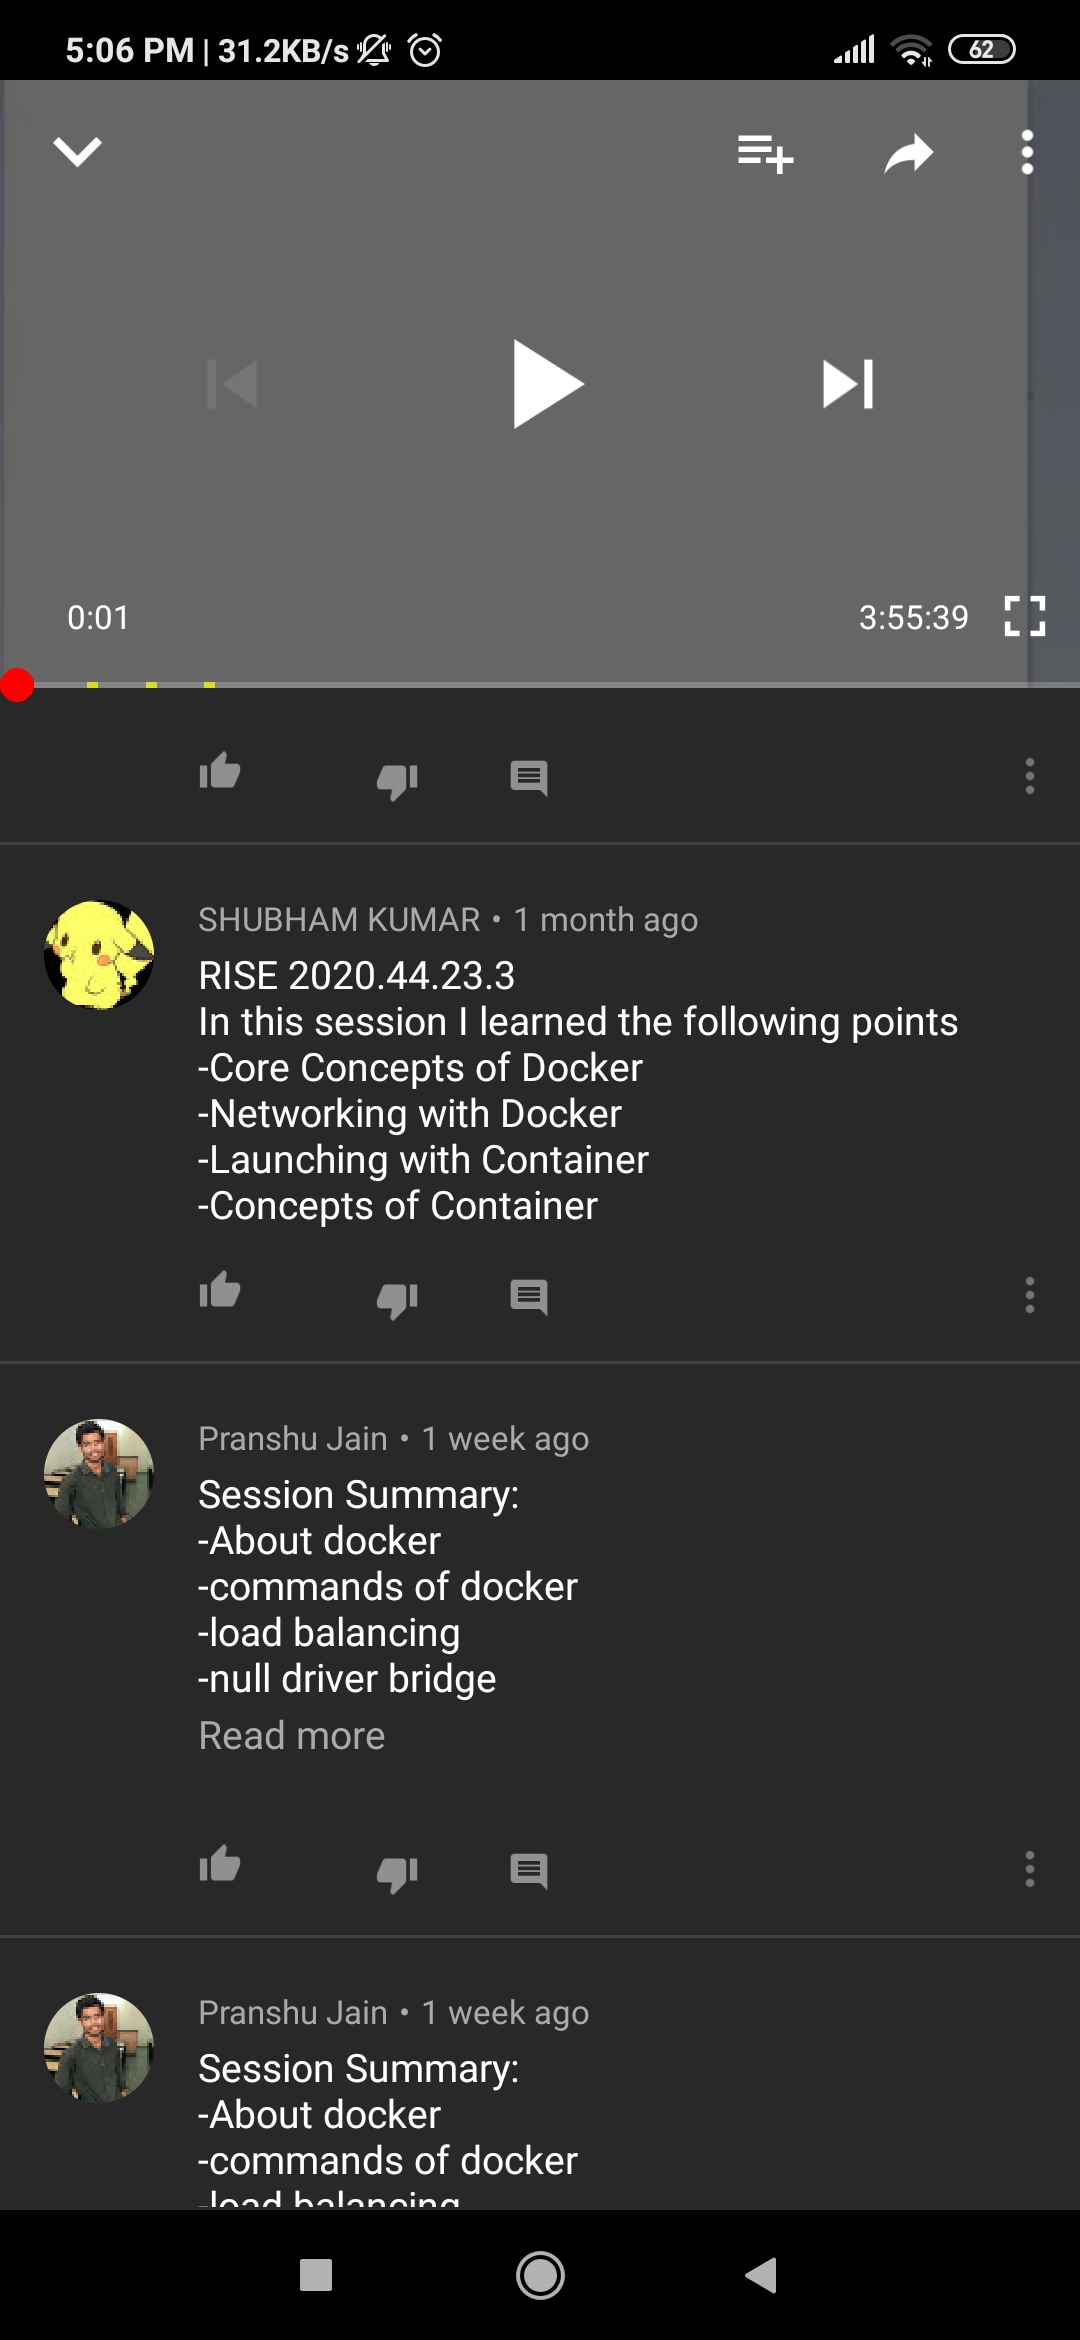 5:06 PM | 31.2KB/s
62
0:01
3:55:39
SHUBHAM KUMAR • 1 month ago
RISE 2020.44.23.3
In this session I learned the following points
-Core Concepts of Docker
-Networking with Docker
-Launching with Container
-Concepts of Container
Pranshu Jain • 1 week ago
Session Summary:
-About docker
-commands of docker
-load balancing
-null driver bridge
Read more
Pranshu Jain • 1 week ago
Session Summary:
-About docker
-commands of docker
-load balancing